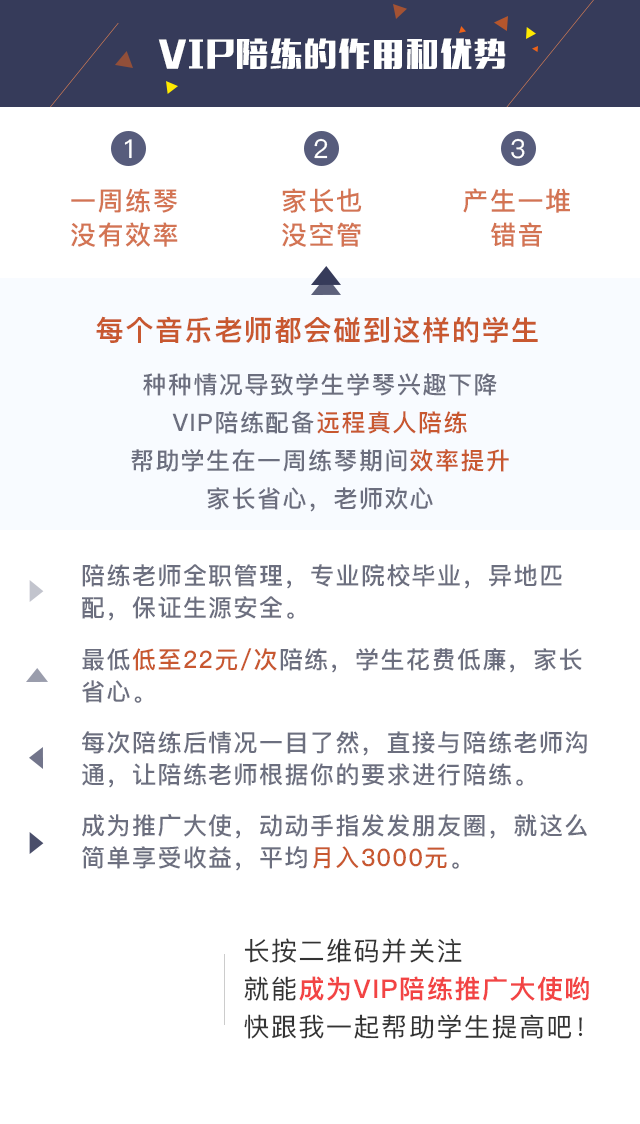 VIP陪练的作用和优势
1
2
3
一周练琴
没有效率
家长也
没空管
产生一堆
错音
每个音乐老师都会碰到这样的学生
种种情况导致学生学琴兴趣下降
VIP陪练配备远程真人陪练
帮助学生在一周练琴期间效率提升
家长省心，老师欢心
陪练老师全职管理，专业院校毕业，异地匹
配，保证生源安全。
最低低至22元/次陪练，学生花费低廉，家长
省心。
每次陪练后情况一目了然，直接与陪练老师沟
通，让陪练老师根据你的要求进行陪练。
成为推广大使，动动手指发发朋友圈，就这么
简单享受收益，平均月入3000元。
长按二维码并关注
就能成为VIP陪练推广大使哟
快跟我一起帮助学生提高吧！